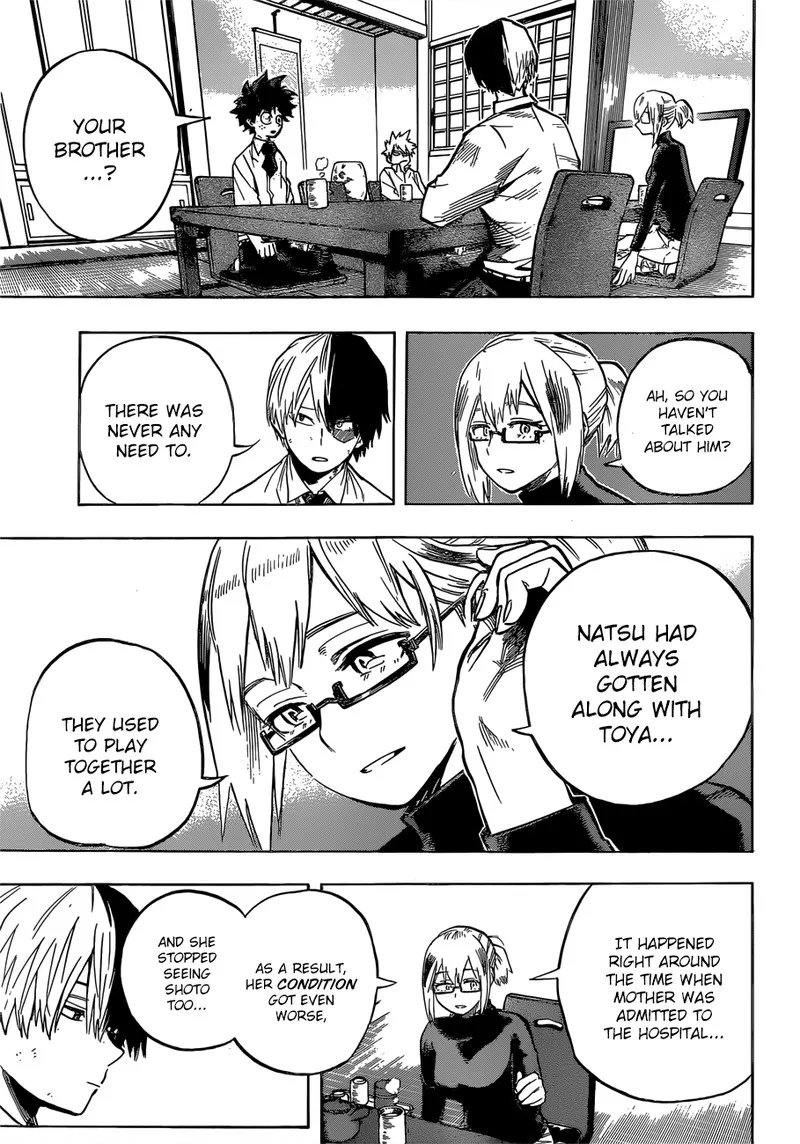 YOUR
BROTHER
...?
AH, SO YOU
HAVEN'T
TALKED
ABOUT HIM?
THERE WAS
NEVER ANY
NEED TO.
NATSU HAD
ALWAYS
GOTTEN
ALONG WITH
TOYA...
THEY USED
TO PLAY
TOGETHER
A LOT.
IT HAPPENED
RIGHT AROUND
THE TIME WHEN
MOTHER WAS
ADMITTED TO
THE HOSPITAL...
AS A RESULT,
HER CONDITION
GOT EVEN
WORSE,
AND SHE
STOPPED
SEEING
SHOTO
TOO...